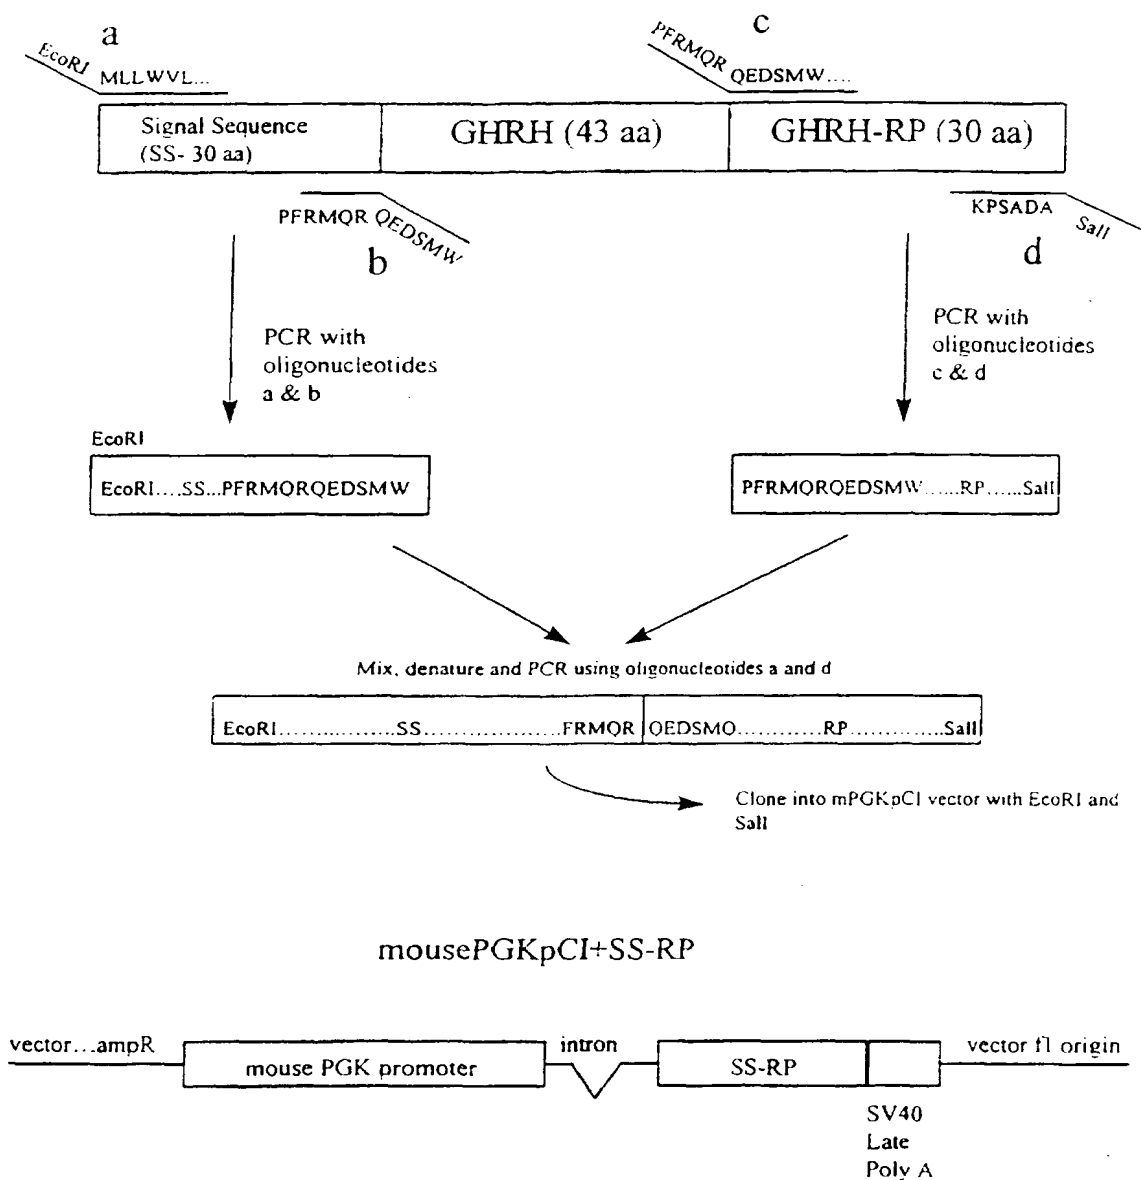 a
c
EcoRI
MLLWVL...
PFRMQR
QEDSMW....
Signal Sequence
(SS- 30 aa)
GHRH (43 aa)
GHRH-RP (30 aa)
PFRMQR
QEDSMW
KPSADA
SalI
b
d
PCR with
oligonucleotides
a & b
PCR with
oligonucleotides
c & d
EcoRI
EcoRI....SS...PFRMQRQEDSMW
PFRMQRQEDSMW......RP......SalI
Mix, denature and PCR using oligonucleotides a and d
EcoRI.....................SS.....................FRMQR
QEDSMQ............RP..............SalI
Clone into mPGKpCI vector with EcoRI and
SalI
mousePGKpCI+SS-RP
vector...ampR
mouse PGK promoter
intron
SS-RP
vector f1 origin
SV40
Late
Poly A